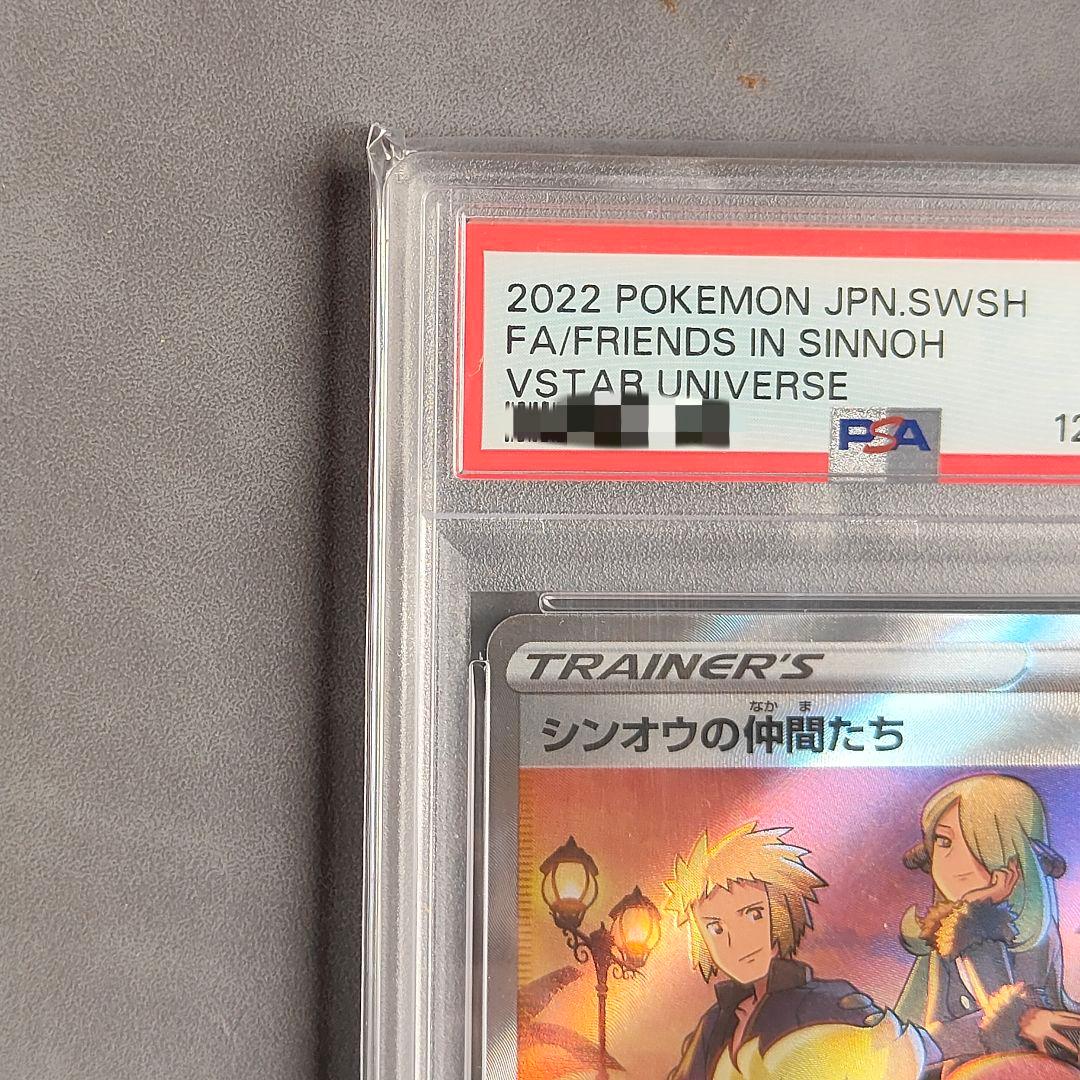 2022 POKEMON JPN.SWSH
FA/FRIENDS IN SINNOH
VSTAR UNIVERSE
PSA
12
TRAINER'S
なかま
シンオウの仲間たち